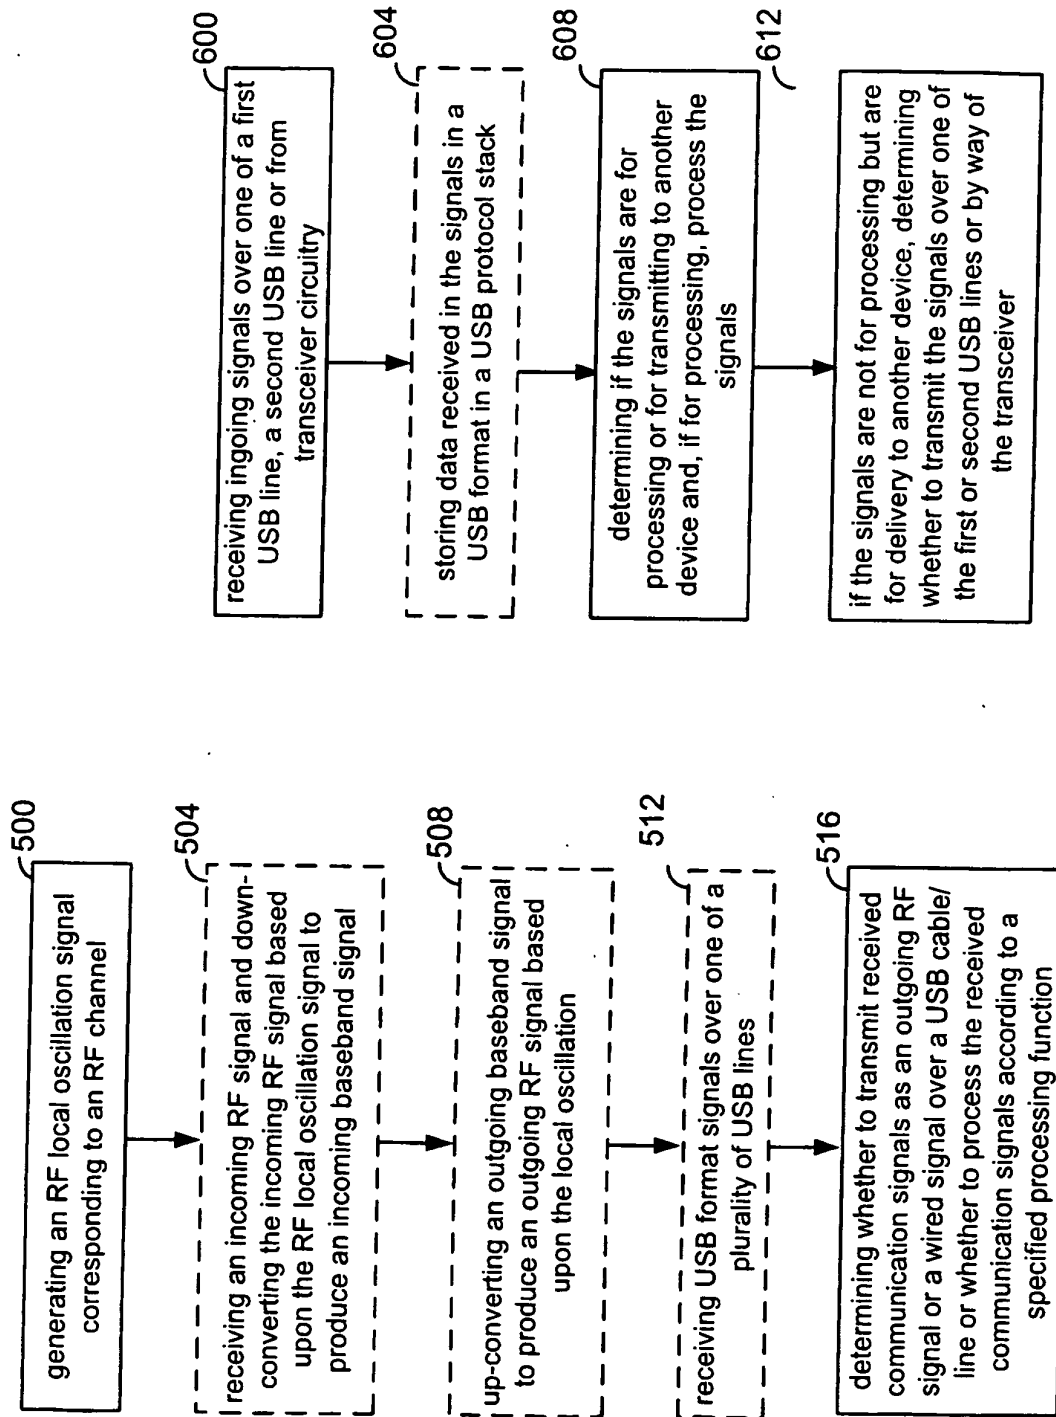 500
generating an RF local oscillation signal
corresponding to an RF channel
504
receiving an incoming RF signal and down-
converting the incoming RF signal based
upon the RF local oscillation signal to
produce an incoming baseband signal
508
up-converting an outgoing baseband signal
to produce an outgoing RF signal based
upon the local oscillation
512
receiving USB format signals over one of a
plurality of USB lines
516
determining whether to transmit received
communication signals as an outgoing RF
signal or a wired signal over a USB cable/
line or whether to process the received
communication signals according to a
specified processing function
600
receiving ingoing signals over one of a first
USB line, a second USB line or from
transceiver circuitry
604
storing data received in the signals in a
USB format in a USB protocol stack
608
determining if the signals are for
processing or for transmitting to another
device and, if for processing, process the
signals
612
if the signals are not for processing but are
for delivery to another device, determining
whether to transmit the signals over one of
the first or second USB lines or by way of
the transceiver